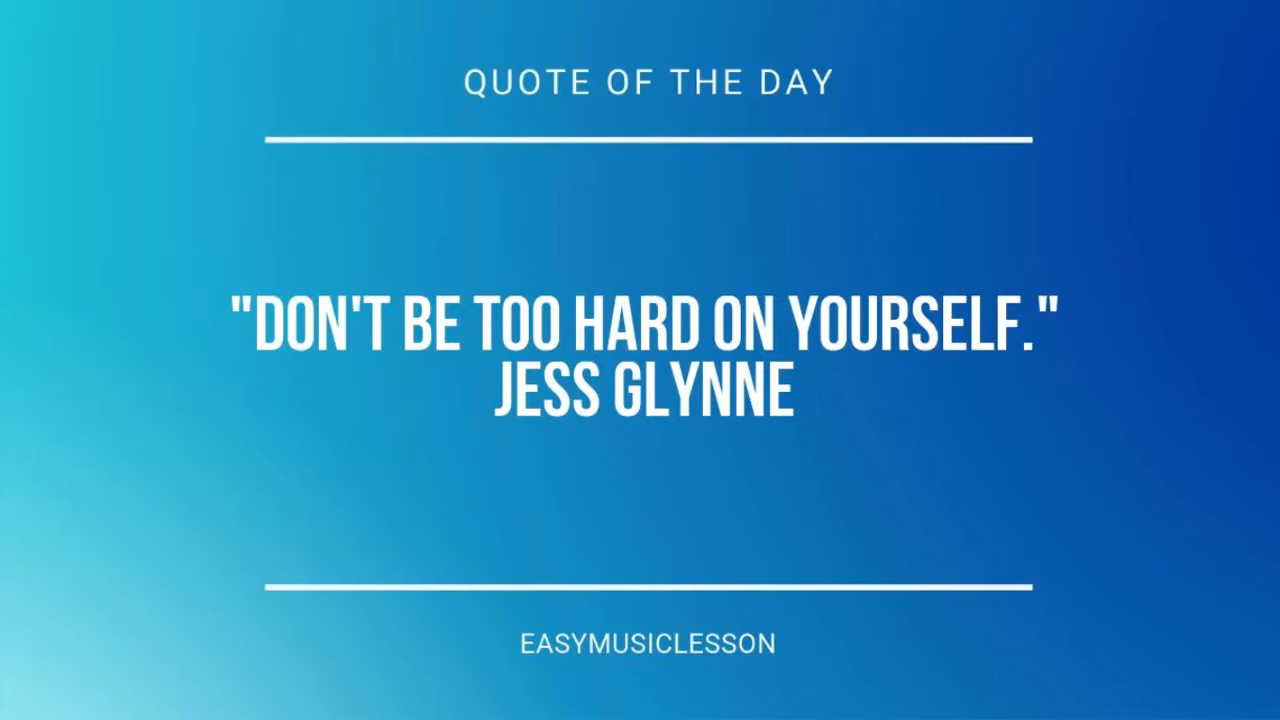 QUOTE OF THE DAY
"DON'T BE TOO HARD ON YOURSELF."
JESS GLYNNE
EASYMUSICLESSON